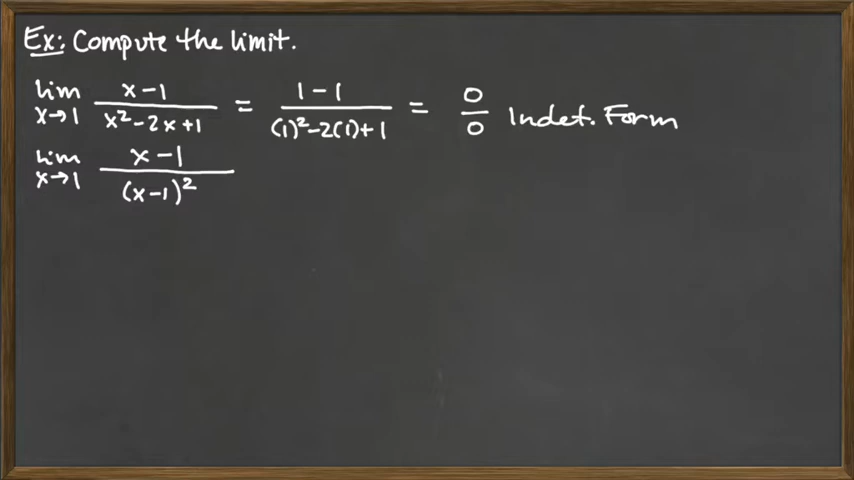 Ex: Compute the limit.
lim x→1 (x-1)/(x²-2x+1) = (1-1)/((1)²-2(1)+1) = 0/0 Indet. Form
lim x→1 (x-1)/(x-1)²